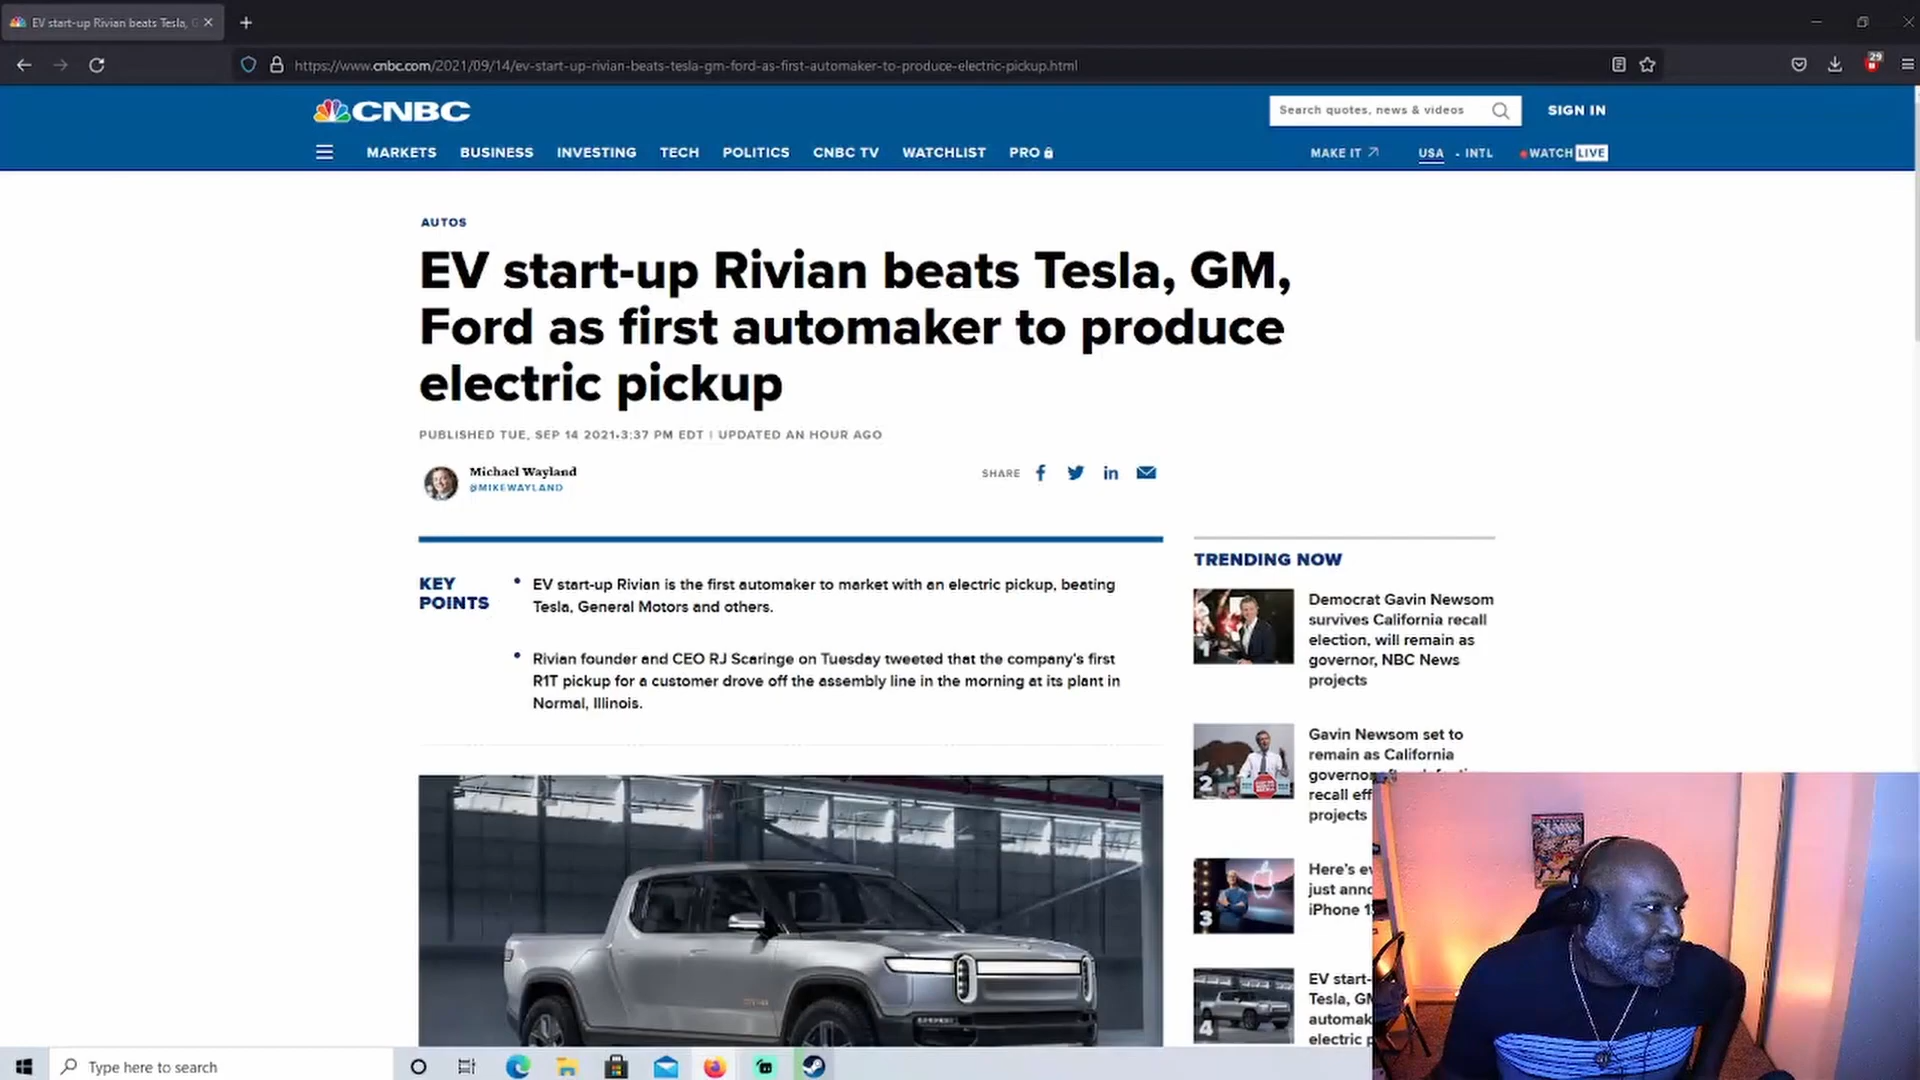 EV start-up Rivian beats Tesla,
https://www.cnbc.com/2021/09/14/ev-start-up-rivian-beats-tesla-gm-ford-as-first-automaker-to-produce-electric-pickup.html
29
CNBC
Search quotes, news & videos
SIGN IN
MARKETS BUSINESS INVESTING TECH POLITICS CNBC TV WATCHLIST PRO
MAKE IT USA • INTL WATCH LIVE
AUTOS
EV start-up Rivian beats Tesla, GM,
Ford as first automaker to produce
electric pickup
PUBLISHED TUE, SEP 14 2021•3:37 PM EDT | UPDATED AN HOUR AGO
Michael Wayland
@MIKEWAYLAND
SHARE
KEY
POINTS
• EV start-up Rivian is the first automaker to market with an electric pickup, beating
Tesla, General Motors and others.
• Rivian founder and CEO RJ Scaringe on Tuesday tweeted that the company's first
R1T pickup for a customer drove off the assembly line in the morning at its plant in
Normal, Illinois.
TRENDING NOW
1
Democrat Gavin Newsom
survives California recall
election, will remain as
governor, NBC News
projects
2
Gavin Newsom set to
remain as California
governor
recall
projects
3
Here's
just
iPhone
4
EV start-
Tesla,
electric
Type here to search